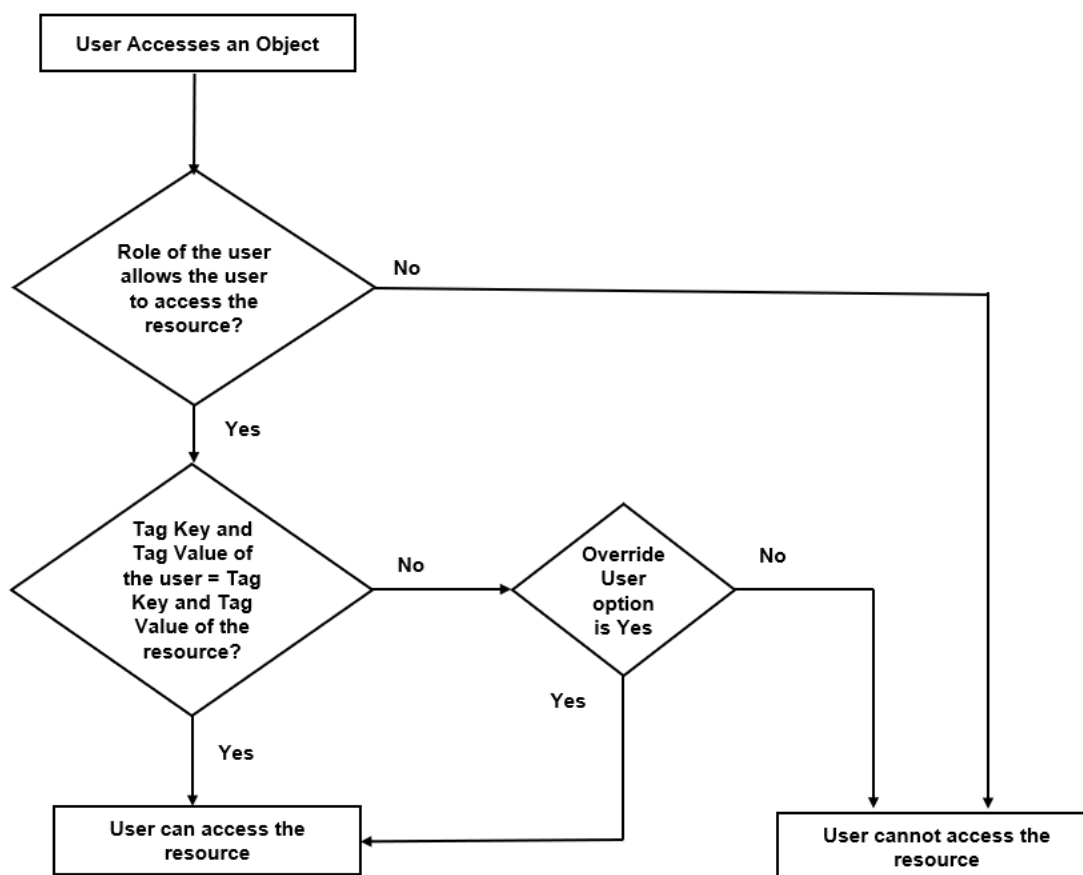 User Accesses an Object
Role of the user
allows the user
to access the
resource?
No
Yes
Tag Key and
Tag Value of
the user = Tag
Key and Tag
Value of the
resource?
No
Override
User
option
is Yes
No
Yes
Yes
User can access the
resource
User cannot access the
resource